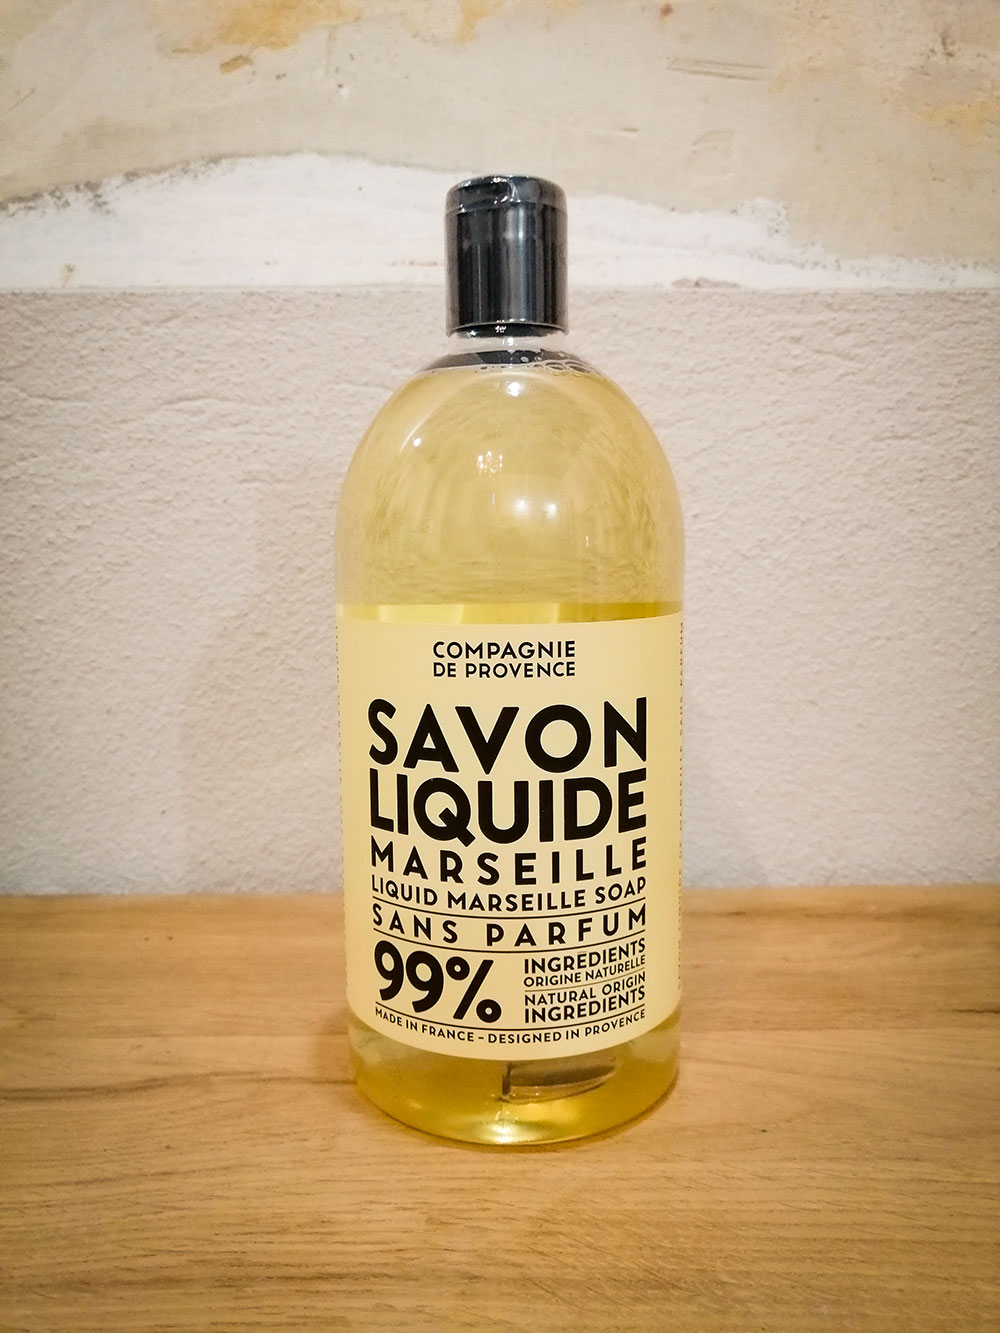 COMPAGNIE
DE PROVENCE
SAVON
LIQUIDE
MARSEILLE
LIQUID MARSEILLE SOAP
SANS PARFUM
99%
INGREDIENTS
ORIGINE NATURELLE
NATURAL ORIGIN
INGREDIENTS
MADE IN FRANCE - DESIGNED IN PROVENCE